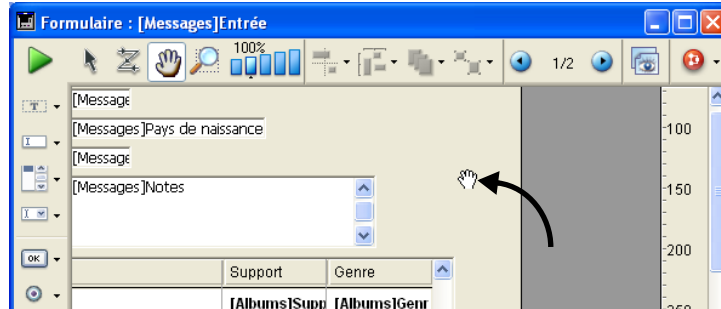 Formulaire : [Messages]Entrée
100%
1/2
T
[Message
[Messages]Pays de naissance
[Message
[Messages]Notes
OK
Support Genre
[Albums]Supp [Albums]Genr
100
150
200
250